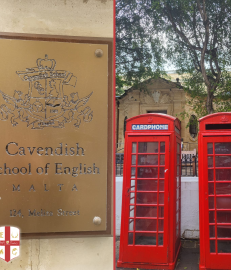 Cavendish
School of English
MALTA
CARDPHONE